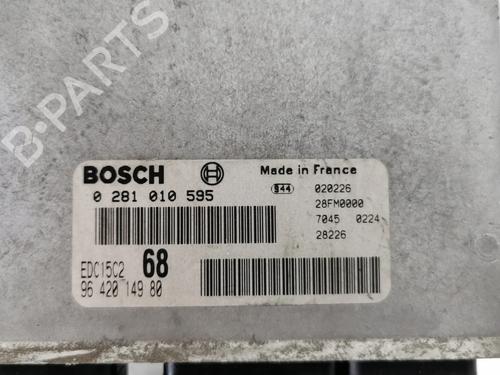 B-PARTS
BOSCH
Made in France
0 281 010 595
944 020226
28FM0000
7045 0224
28226
EDC15C2 68
96 420 149 80